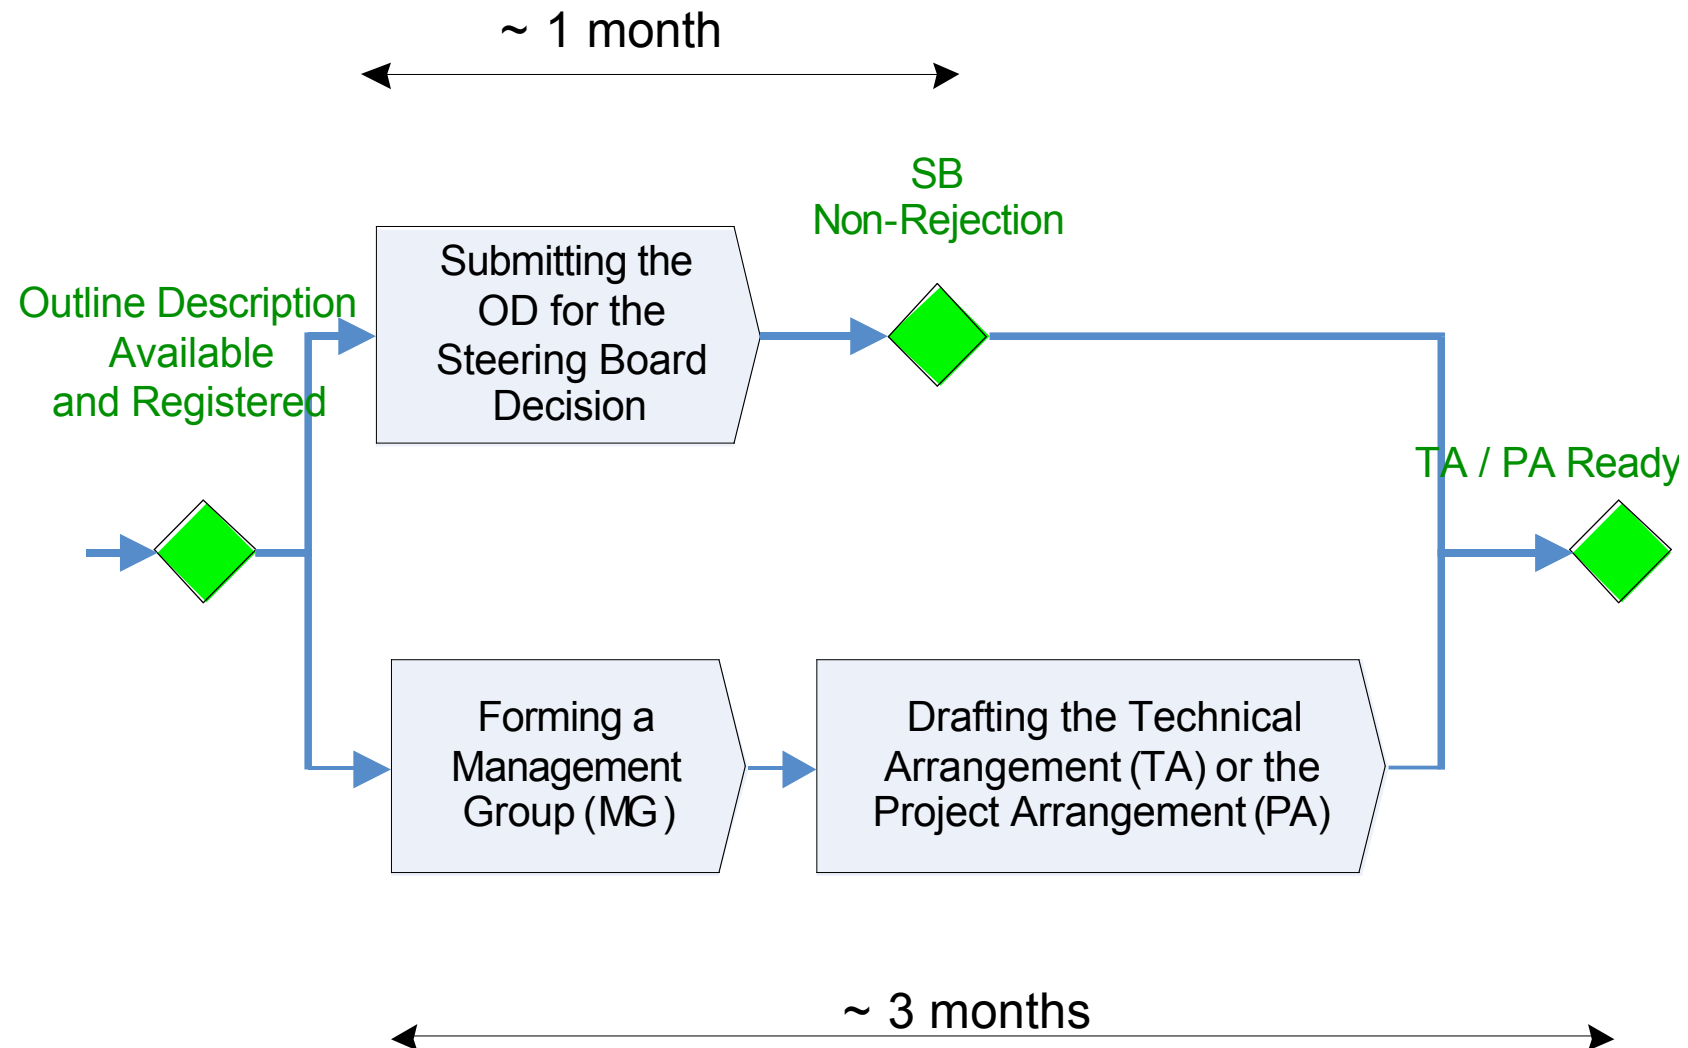 ~ 1 month
SB
Non-Rejection
Submitting the
OD for the
Steering Board
Decision
Outline Description
Available
and Registered
TA / PA Ready
Forming a
Management
Group (MG)
Drafting the Technical
Arrangement (TA) or the
Project Arrangement (PA)
~ 3 months